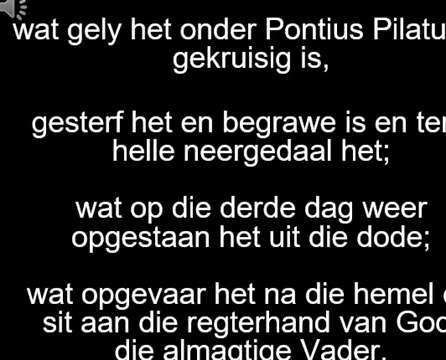 wat gely het onder Pontius Pilatu
gekruisig is,
gesterf het en begrawe is en ter
helle neergedaal het;
wat op die derde dag weer
opgestaan het uit die dode;
wat opgevaar het na die hemel
sit aan die regterhand van Goo
die almagtige Vader.